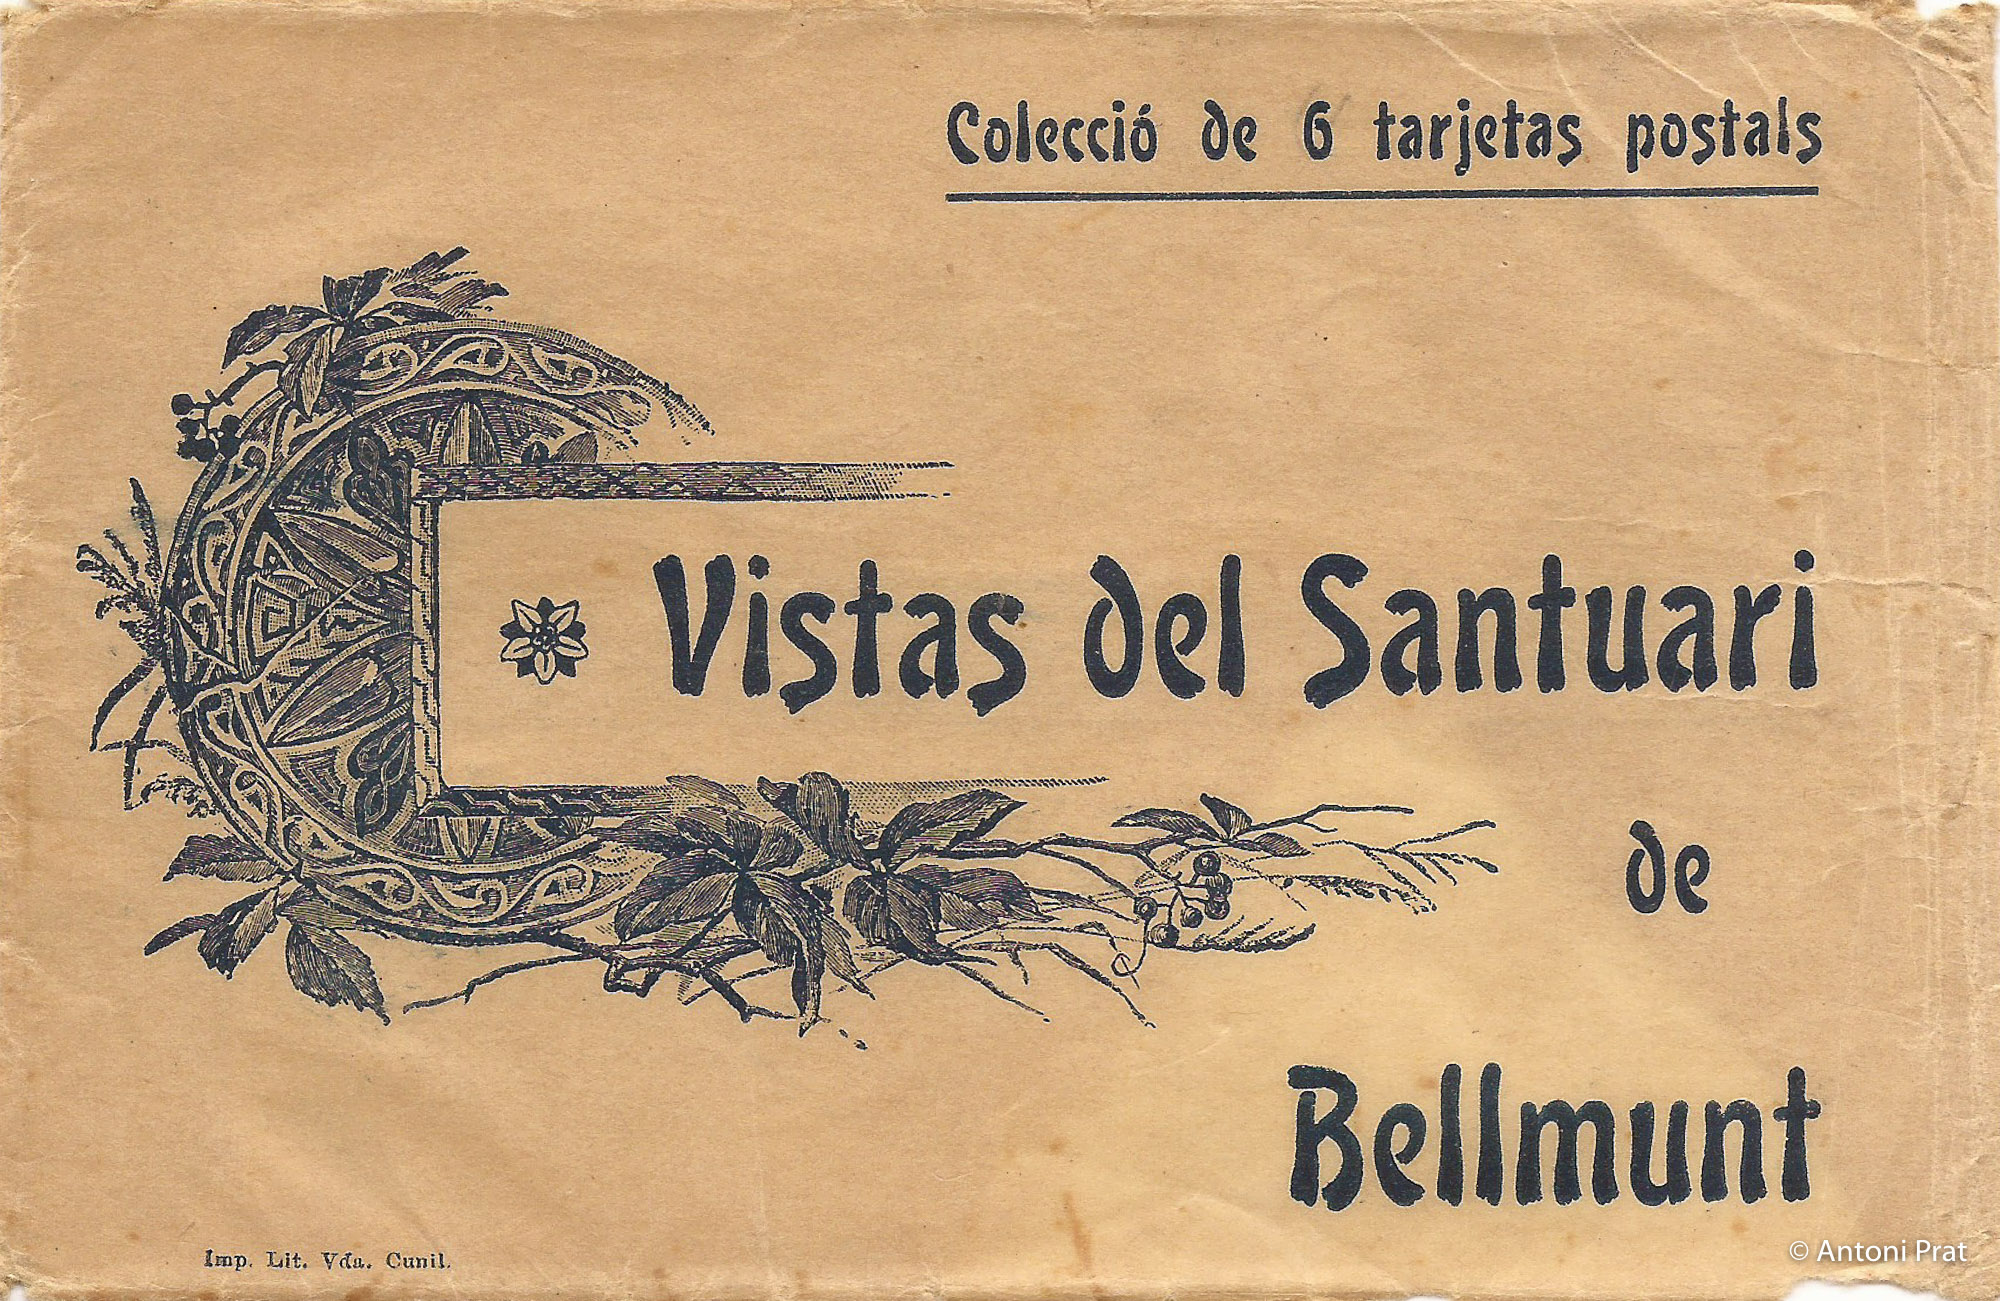 Colecció de 6 tarjetas postals
Vistas del Santuari
de
Bellmunt
Imp. Lit. Vda. Cunil.
© Antoni Prat